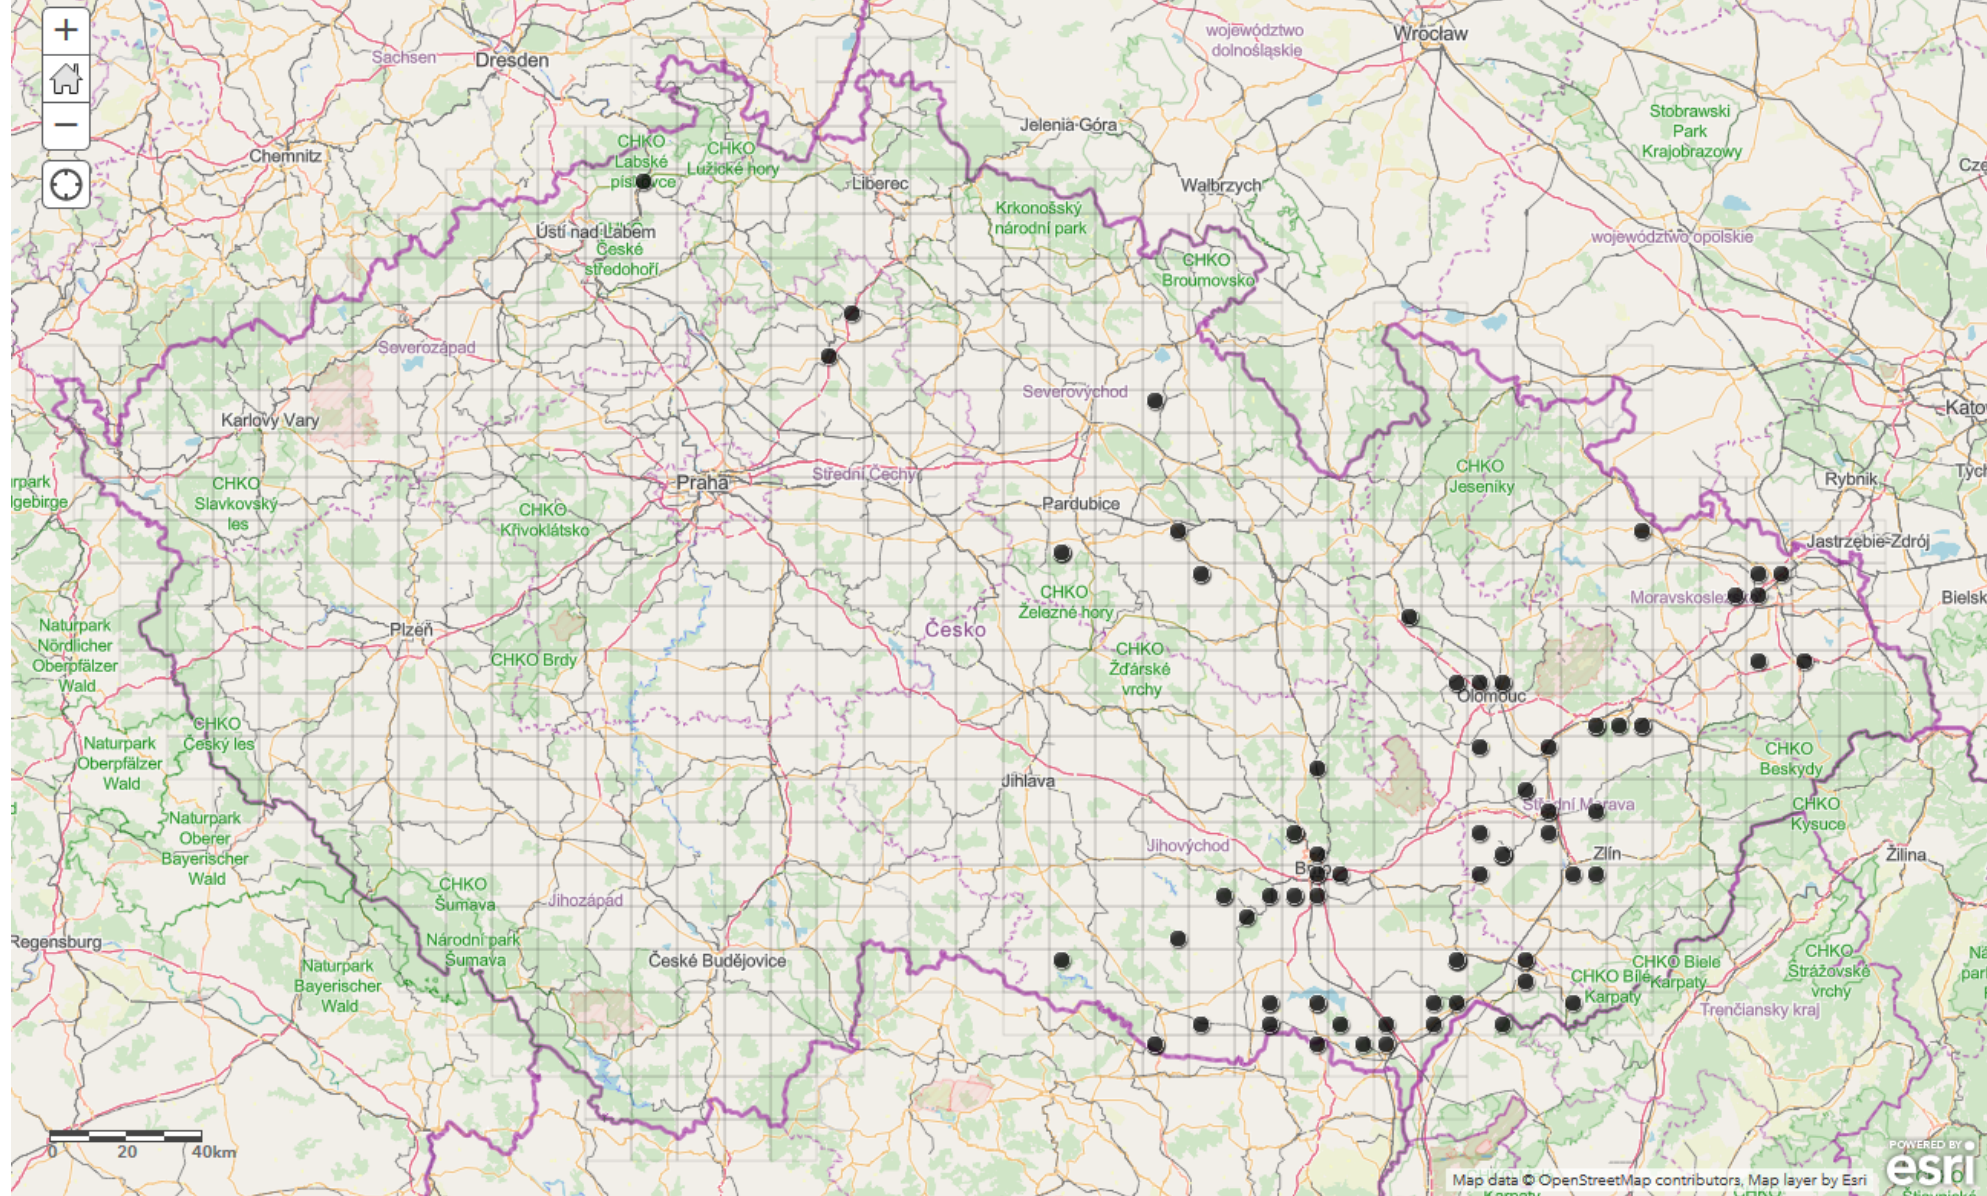 +
−
województwo
dolnośląskie
Wrocław
Sachsen
Dresden
Stobrawski
Park
Krajobrazowy
Jelenia Góra
Chemnitz
CHKO
Labské
CHKO
Lužické hory
Liberec
Wałbrzych
Krkonošský
národní park
Ústí nad Labem
České
středohoří
województwo opolskie
CHKO
Broumovsko
Severozápad
Severovýchod
Karlovy Vary
CHKO
Slavkovský
les
Praha
Střední Čechy
CHKO
Jeseníky
Rybnik
CHKO
Křivoklátsko
Pardubice
Jastrzębie-Zdrój
CHKO
Železné hory
Česko
Plzeň
CHKO Brdy
CHKO
Žďárské
vrchy
Naturpark
Nördlicher
Oberpfälzer
Wald
Olomouc
CHKO
Český les
Naturpark
Oberpfälzer
Wald
CHKO
Beskydy
Jihlava
Naturpark
Oberer
Bayerischer
Wald
CHKO
Kysuce
Jihovýchod
Zlín
Žilina
CHKO
Šumava
Jihozápad
Národní park
Šumava
Regensburg
České Budějovice
Naturpark
Bayerischer
Wald
CHKO Bílé
Karpaty
CHKO Biele
Karpaty
CHKO
Strážovské
vrchy
Trenčiansky kraj
0 20 40km
Map data © OpenStreetMap contributors, Map layer by Esri
POWERED BY
esri